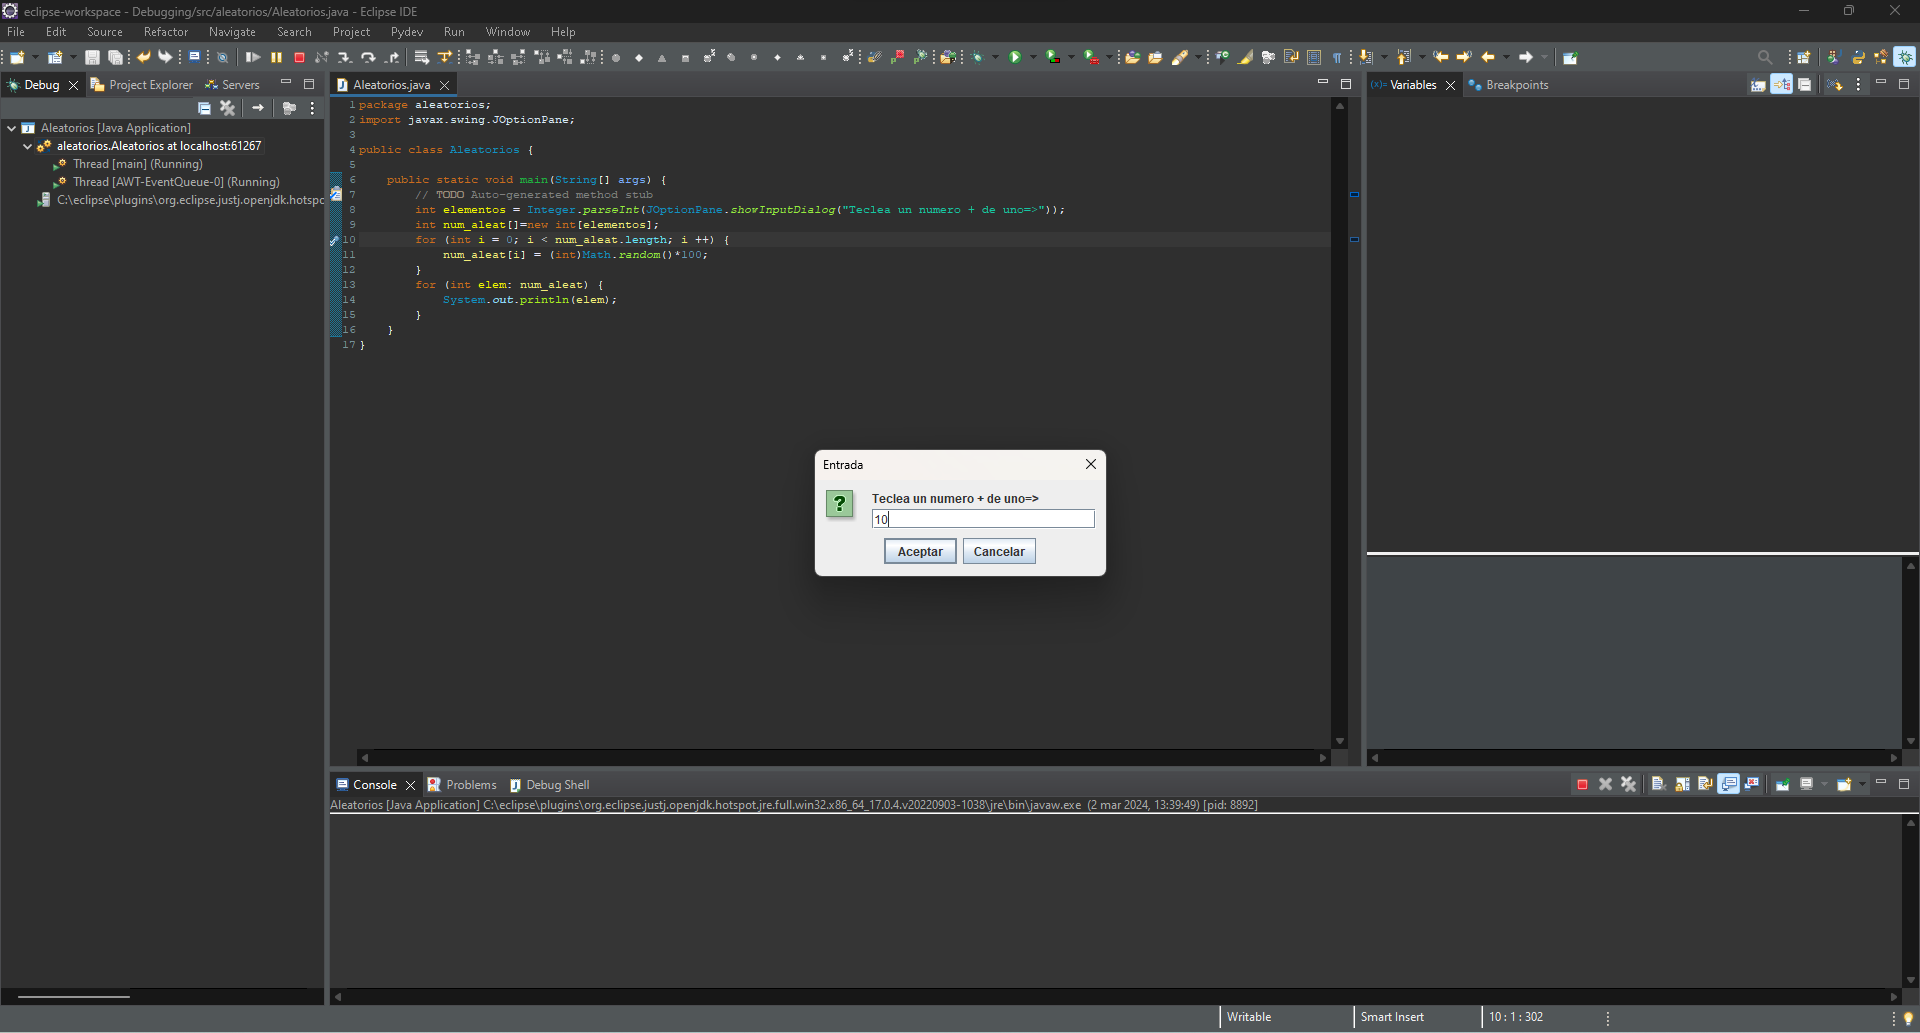 eclipse-workspace - Debugging/src/aleatorios/Aleatorios.java - Eclipse IDE
File Edit Source Refactor Navigate Search Project Pydev Run Window Help
Debug Project Explorer Servers
Aleatorios [Java Application]
aleatorios.Aleatorios at localhost:61267
Thread [main] (Running)
Thread [AWT-EventQueue-0] (Running)
C:\eclipse\plugins\org.eclipse.justj.openjdk.hotspo
Aleatorios.java
1 package aleatorios;
2 import javax.swing.JOptionPane;
3
4 public class Aleatorios {
5
6 public static void main(String[] args) {
7 // TODO Auto-generated method stub
8 int elementos = Integer.parseInt(JOptionPane.showInputDialog("Teclea un numero + de uno=>"));
9 int num_aleat[]=new int[elementos];
10 for (int i = 0; i < num_aleat.length; i ++) {
11 num_aleat[i] = (int)Math.random()*100;
12 }
13 for (int elem: num_aleat) {
14 System.out.println(elem);
15 }
16 }
17 }
Entrada
Teclea un numero + de uno=>
10
Aceptar Cancelar
Variables Breakpoints
Console Problems Debug Shell
Aleatorios [Java Application] C:\eclipse\plugins\org.eclipse.justj.openjdk.hotspot.jre.full.win32.x86_64_17.0.4.v20220903-1038\jre\bin\javaw.exe (2 mar 2024, 13:39:49) [pid: 8892]
Writable Smart Insert 10 : 1 : 302